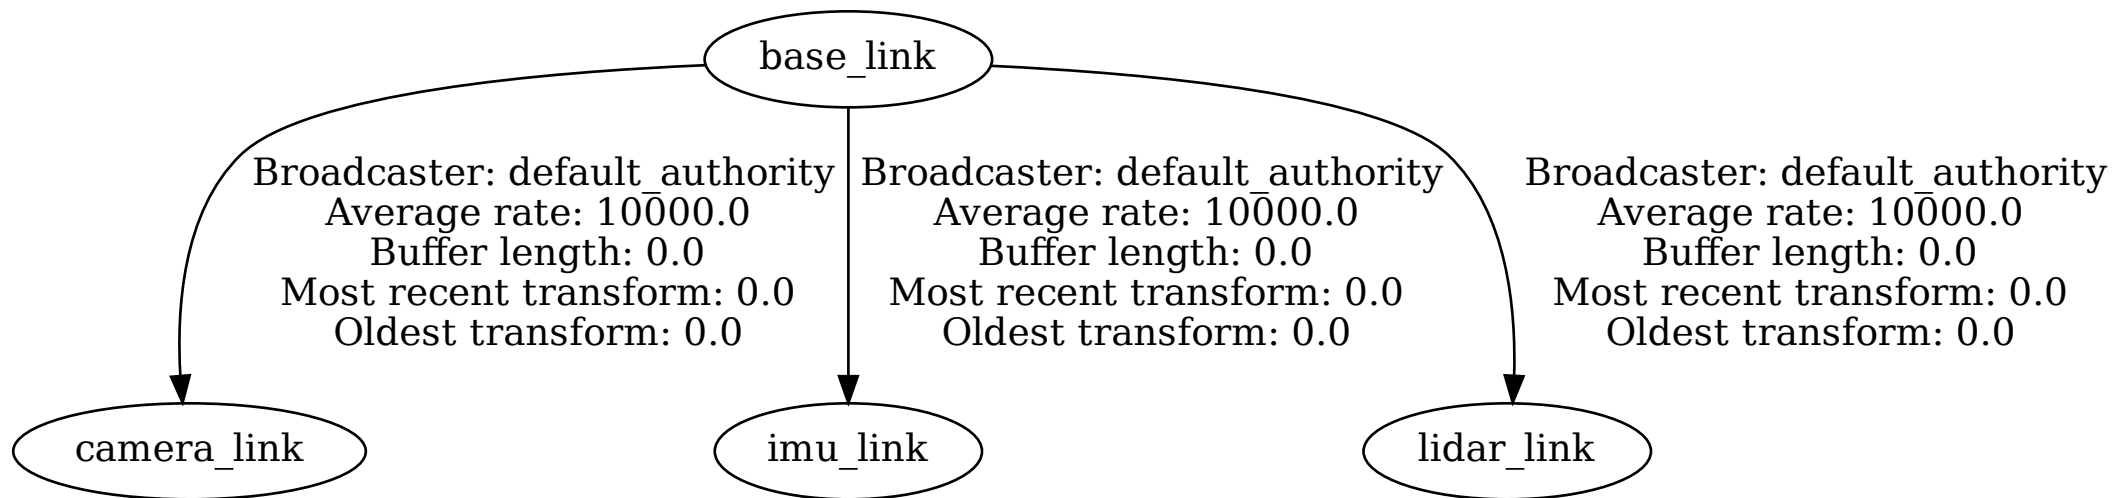 base_link
Broadcaster: default_authority
Average rate: 10000.0
Buffer length: 0.0
Most recent transform: 0.0
Oldest transform: 0.0
Broadcaster: default_authority
Average rate: 10000.0
Buffer length: 0.0
Most recent transform: 0.0
Oldest transform: 0.0
Broadcaster: default_authority
Average rate: 10000.0
Buffer length: 0.0
Most recent transform: 0.0
Oldest transform: 0.0
camera_link
imu_link
lidar_link